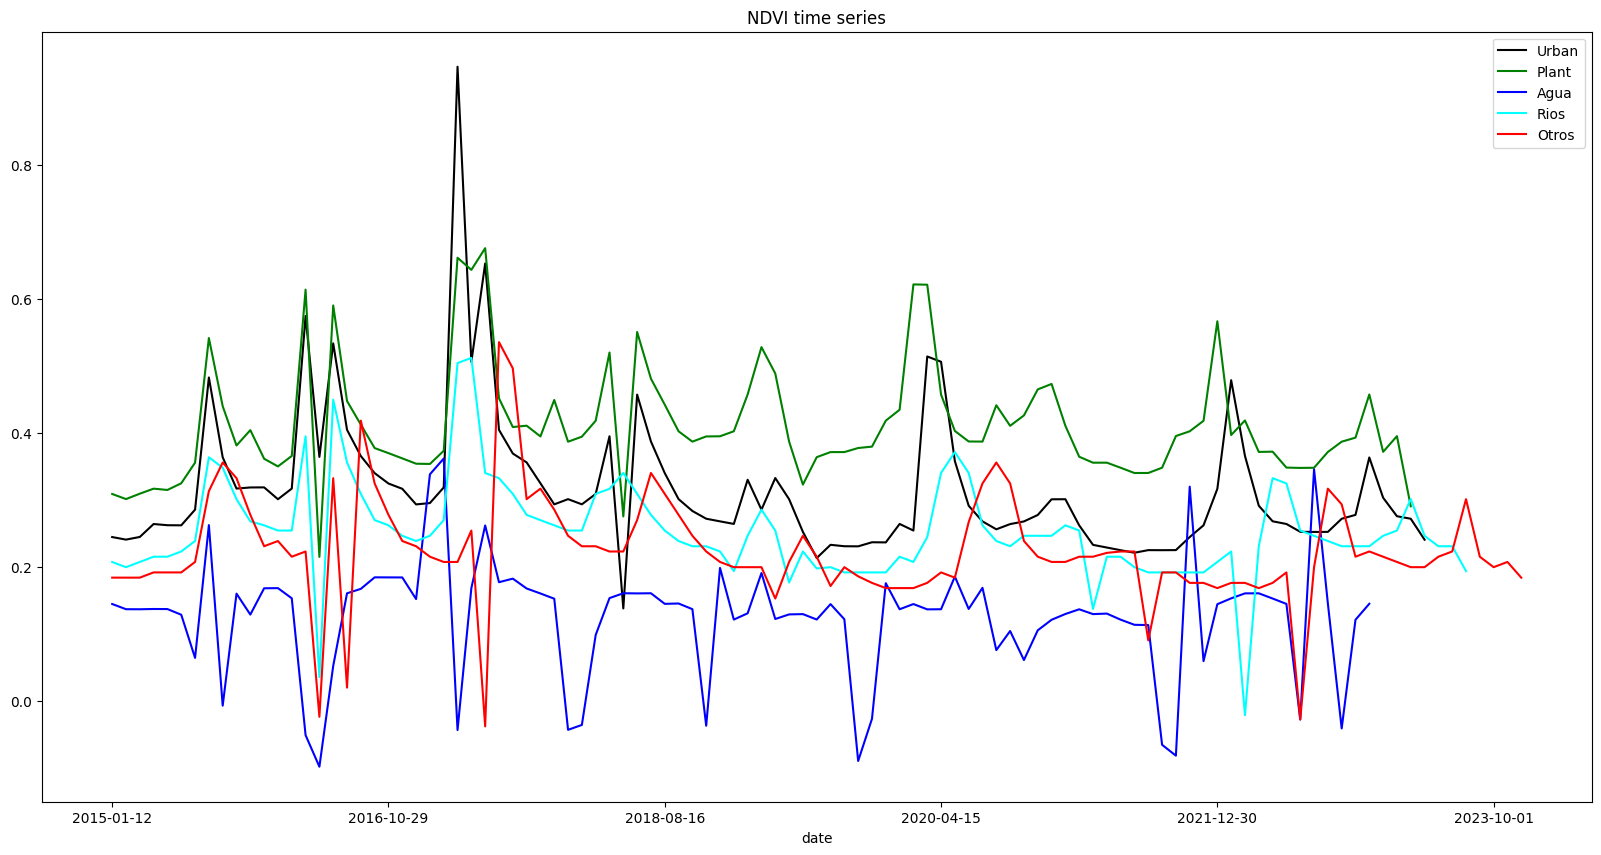 NDVI time series
Urban
Plant
Agua
Rios
Otros
0.8
0.6
0.4
0.2
0.0
2015-01-12
2016-10-29
2018-08-16
2020-04-15
2021-12-30
2023-10-01
date